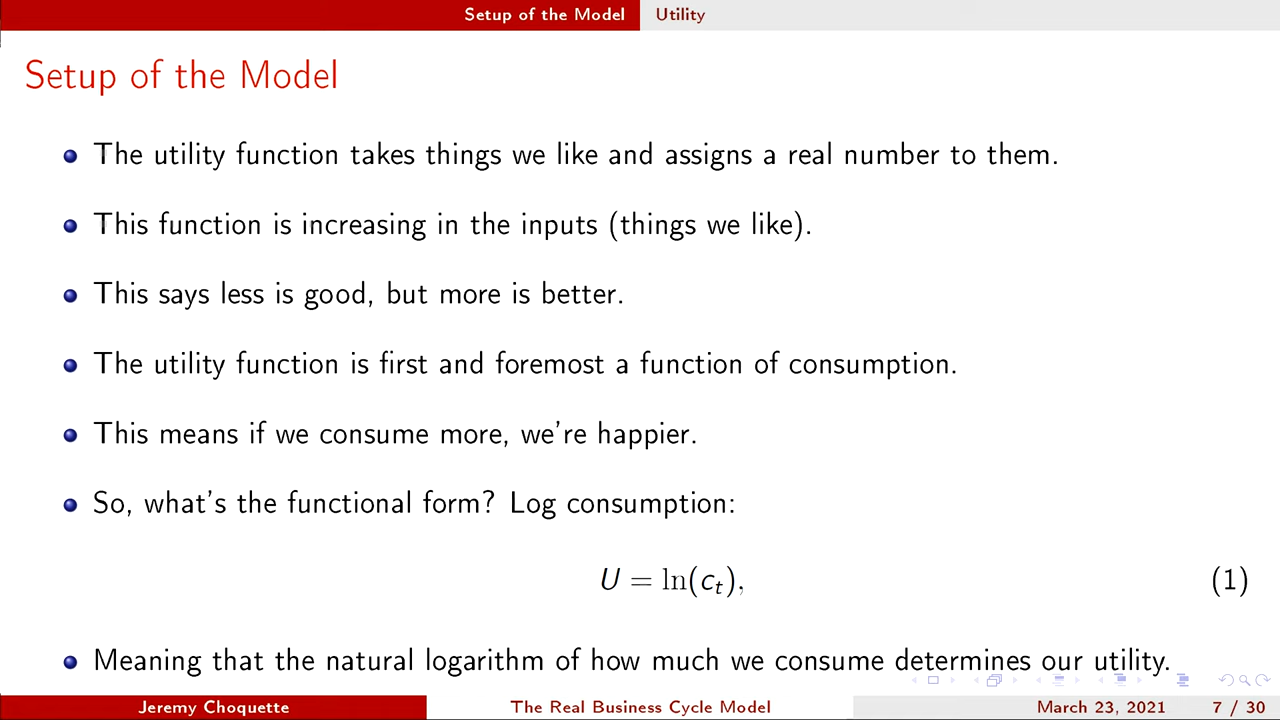 Setup of the Model Utility
Setup of the Model
The utility function takes things we like and assigns a real number to them.
This function is increasing in the inputs (things we like).
This says less is good, but more is better.
The utility function is first and foremost a function of consumption.
This means if we consume more, we're happier.
So, what's the functional form? Log consumption:
U = ln(cₜ), (1)
Meaning that the natural logarithm of how much we consume determines our utility.
Jeremy Choquette The Real Business Cycle Model March 23, 2021 7 / 30